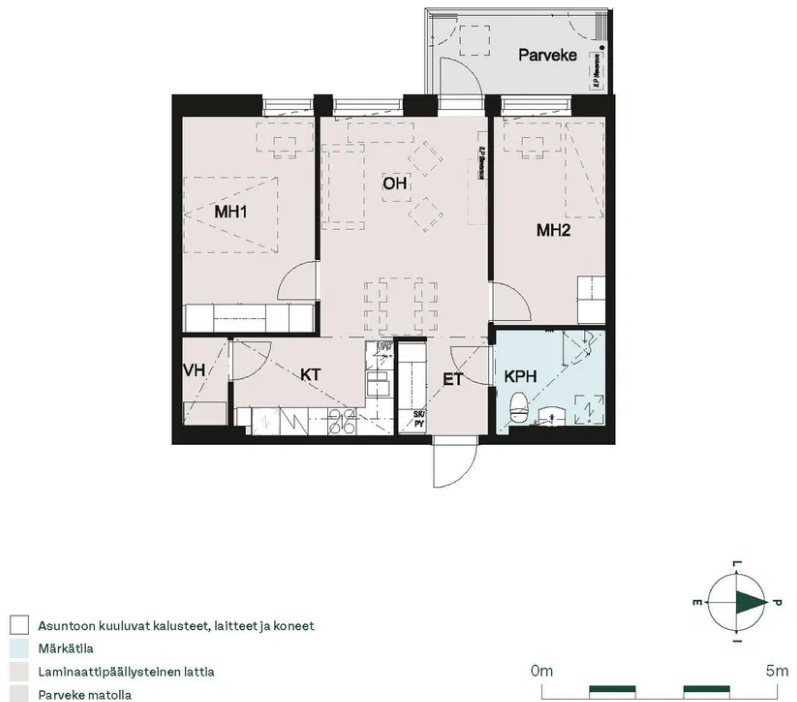 Parveke
OH
MH1
MH2
VH
KT
ET
KPH
SK/
PY
L
E
P
I
Asuntoon kuuluvat kalusteet, laitteet ja koneet
Märkätila
Laminaattipäällysteinen lattia
Parveke matolla
0m
5m